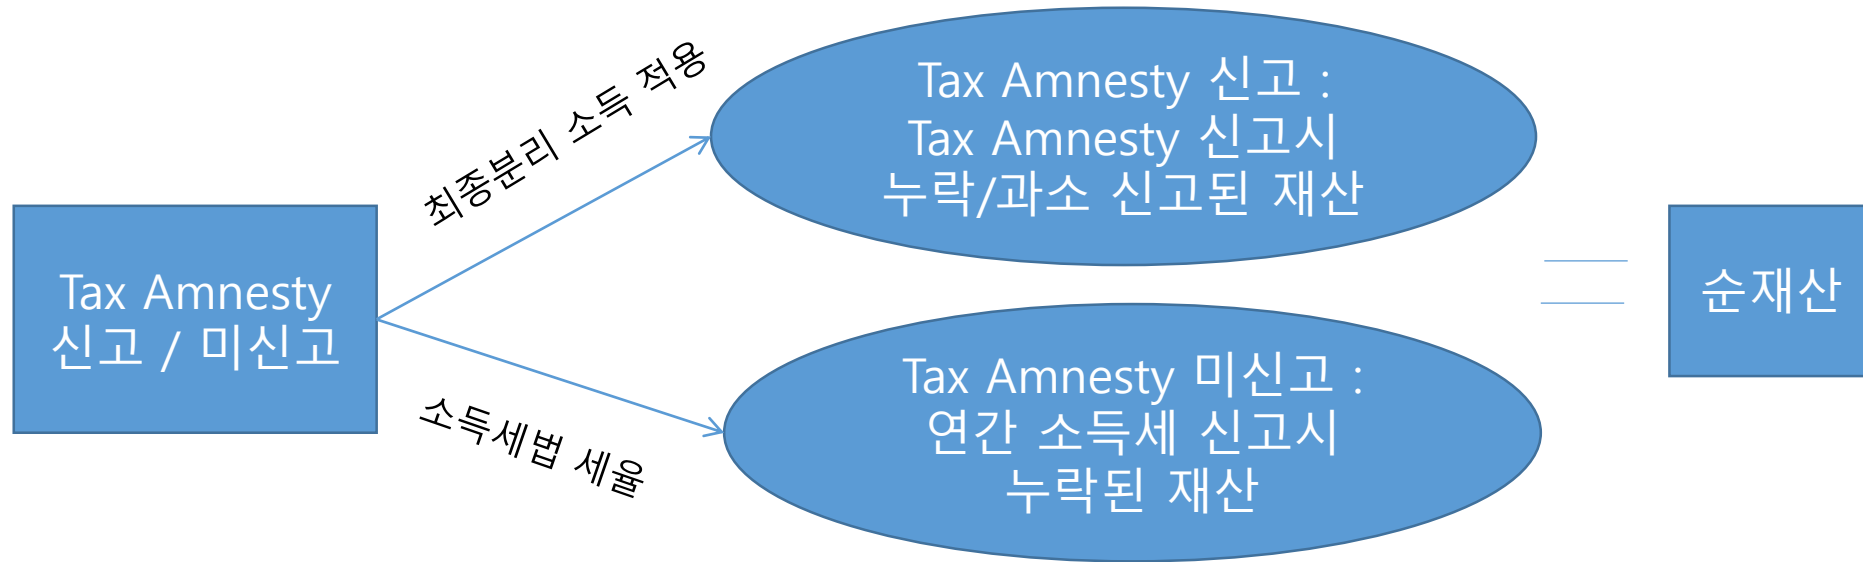 Tax Amnesty
신고 / 미신고
최종분리 소득 적용
소득세법 세율
Tax Amnesty 신고 :
Tax Amnesty 신고시
누락/과소 신고된 재산
Tax Amnesty 미신고 :
연간 소득세 신고시
누락된 재산
순재산